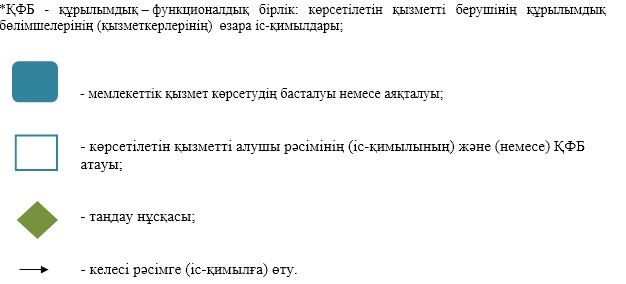 *ҚФБ - құрылымдық – функционалдық бірлік: көрсетілетін қызметті берушінің құрылымдық
бөлімшелерінің (қызметкерлерінің) өзара іс-қимылдары;
- мемлекеттік қызмет көрсетудің басталуы немесе аяқталуы;
- көрсетілетін қызметті алушы рәсімінің (іс-қимылының) және (немесе) ҚФБ
атауы;
- таңдау нұсқасы;
- келесі рәсімге (іс-қимылға) өту.